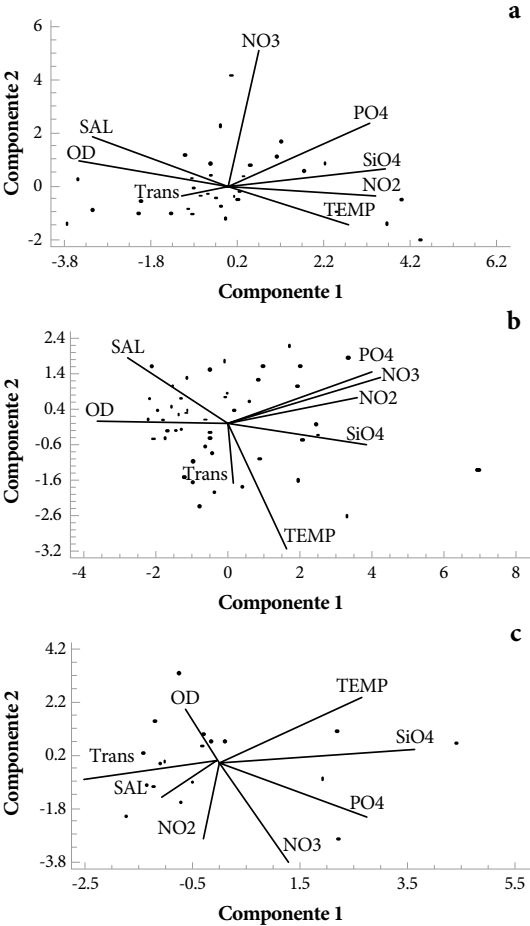 a
6
NO3
4
PO4
2
SAL
OD
SiO4
0
Trans
NO2
TEMP
-2
-3.8 -1.8 0.2 2.2 4.2 6.2
Componente 2
Componente 1
b
2.4
SAL
PO4
1.4
NO3
NO2
0.4
OD
SiO4
-0.6
Trans
-1.6
-2.6
TEMP
-3.2
-4 -2 0 2 4 6 8
Componente 2
Componente 1
c
4.2
TEMP
OD
2.2
SiO4
Trans
0.2
SAL
PO4
-1.8
NO2
NO3
-3.8
-2.5 -0.5 1.5 3.5 5.5
Componente 2
Componente 1